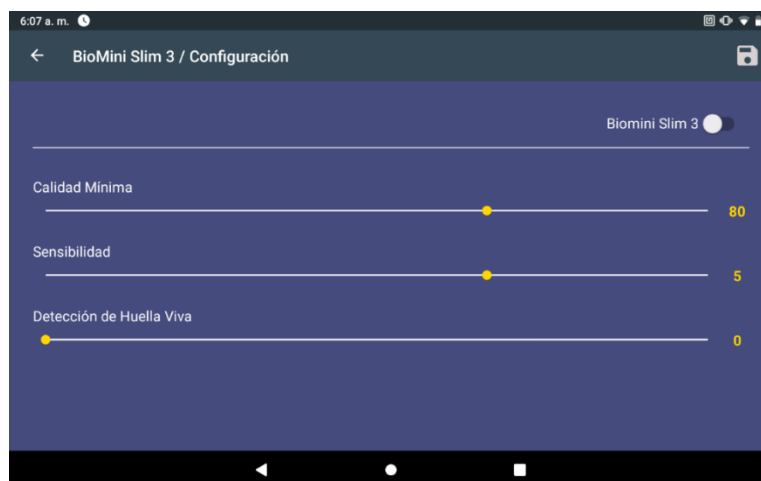 6:07 a. m.
BioMini Slim 3 / Configuración
Biomini Slim 3
Calidad Mínima
80
Sensibilidad
5
Detección de Huella Viva
0